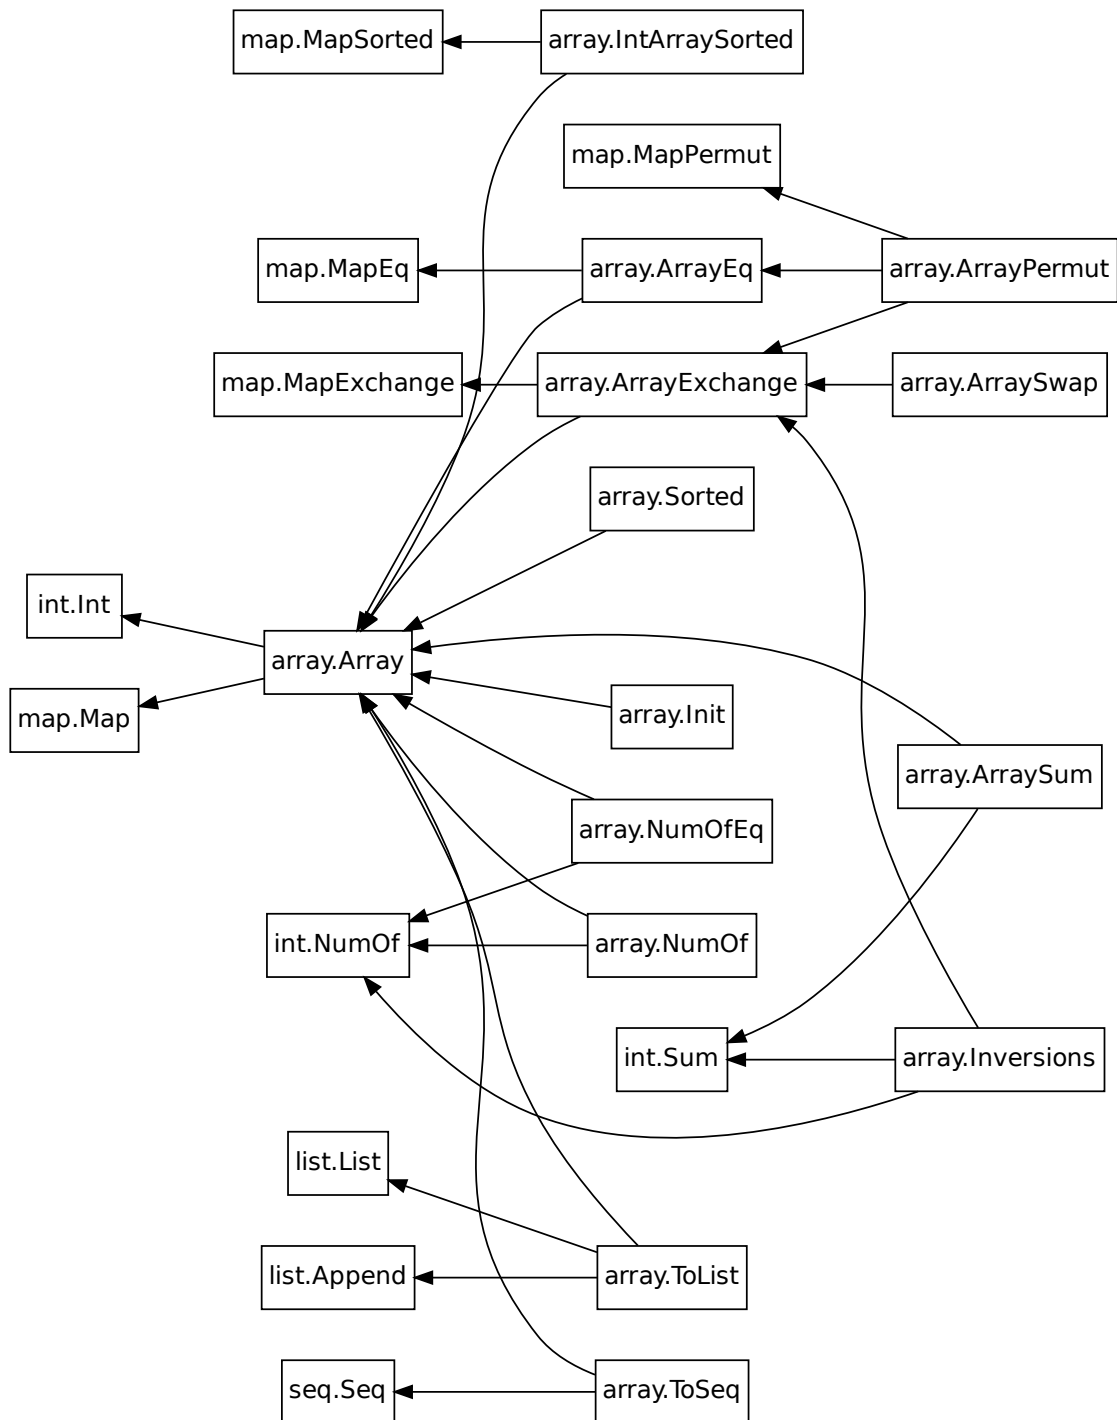 map.MapSorted
array.IntArraySorted
map.MapPermut
map.MapEq
array.ArrayEq
array.ArrayPermut
map.MapExchange
array.ArrayExchange
array.ArraySwap
array.Sorted
int.Int
array.Array
map.Map
array.Init
array.ArraySum
array.NumOfEq
int.NumOf
array.NumOf
int.Sum
array.Inversions
list.List
list.Append
array.ToList
seq.Seq
array.ToSeq